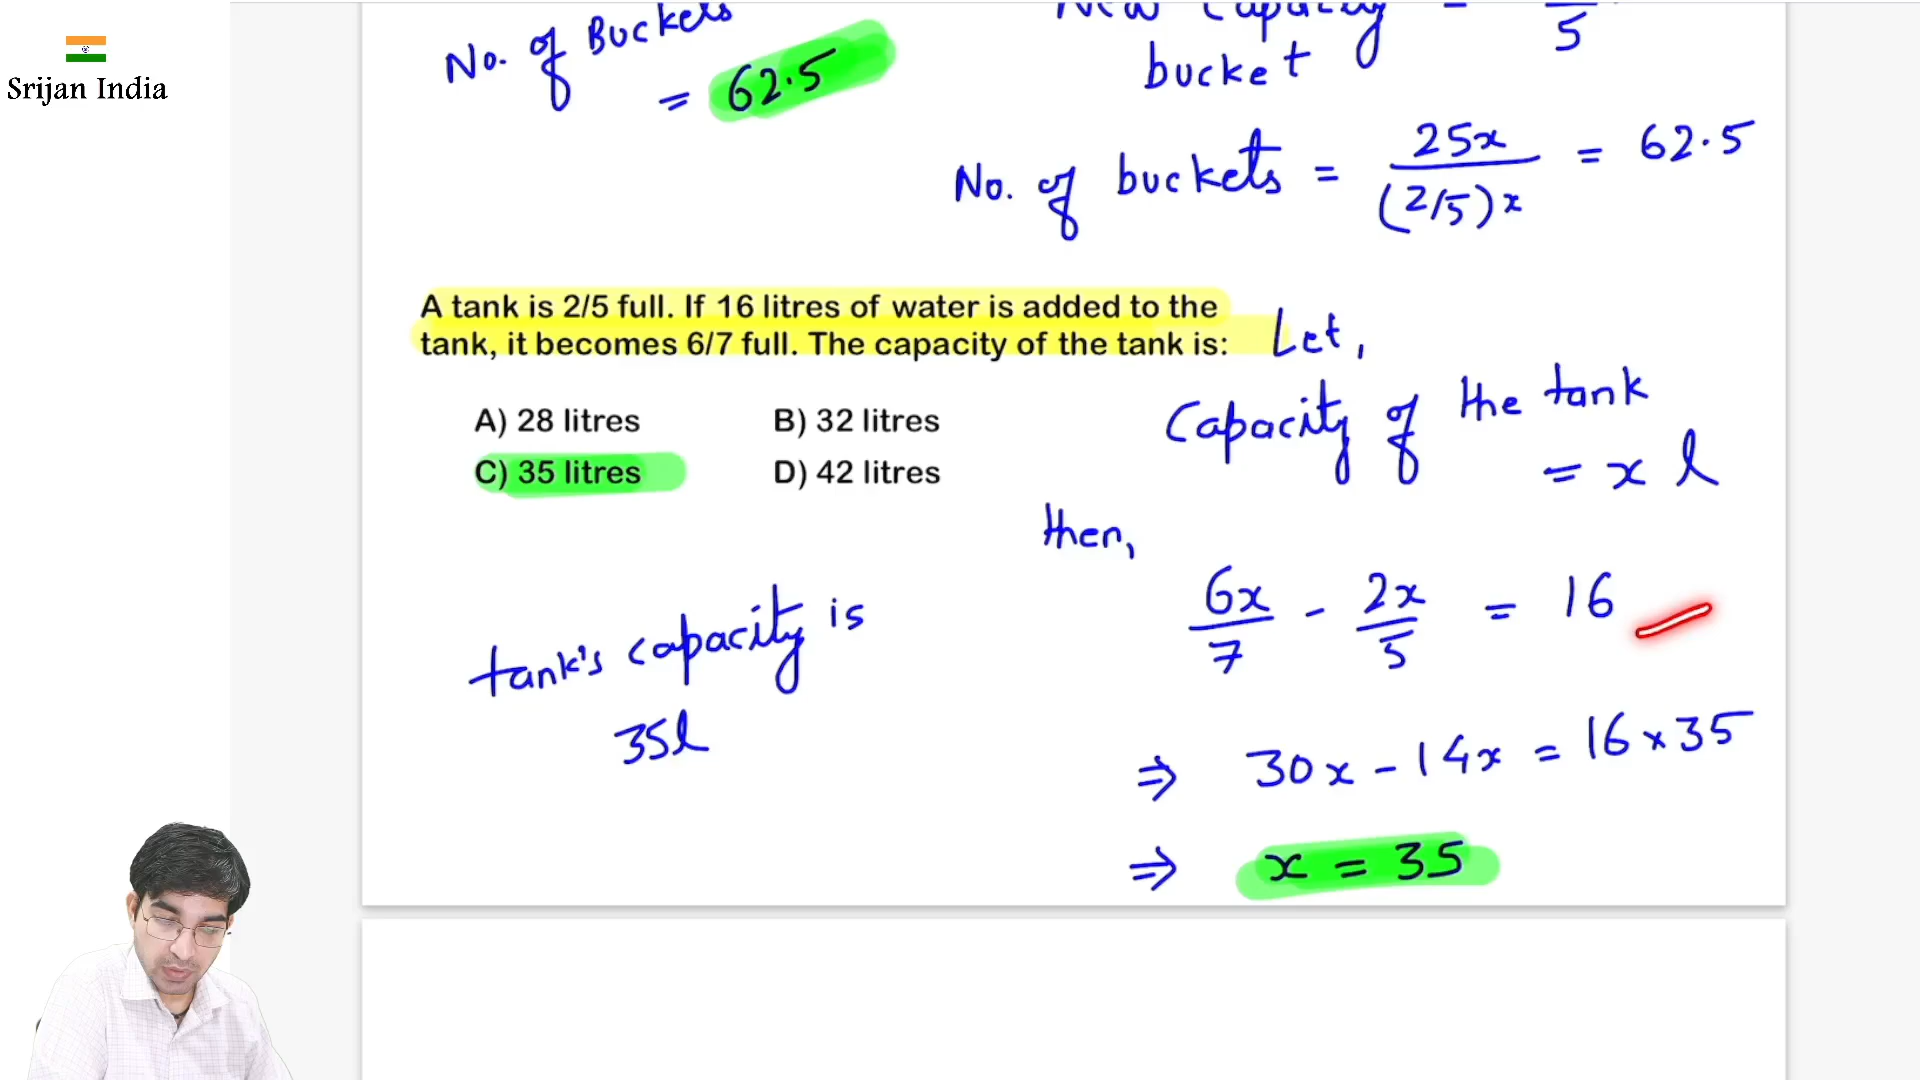 Srijan India
No. of Buckets
= 62.5
New Capacity =
5
bucket
No. of buckets = 25x / (2/5)x = 62.5
A tank is 2/5 full. If 16 litres of water is added to the
tank, it becomes 6/7 full. The capacity of the tank is:
A) 28 litres B) 32 litres
C) 35 litres D) 42 litres
Let,
Capacity of the tank
= x l
then,
6x/7 - 2x/5 = 16
⇒ 30x - 14x = 16 × 35
⇒ x = 35
tank's capacity is
35l